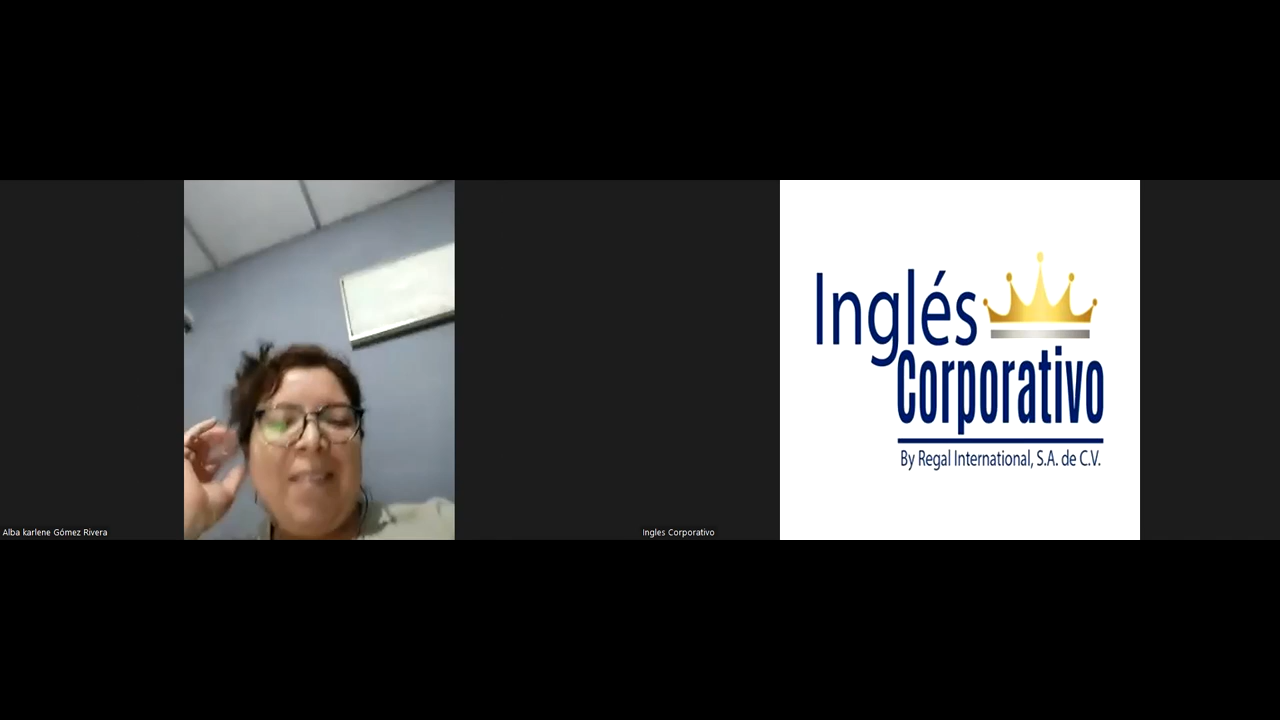 Inglés
Corporativo
By Regal International, S.A. de C.V.
Alba karlene Gómez Rivera
Ingles Corporativo